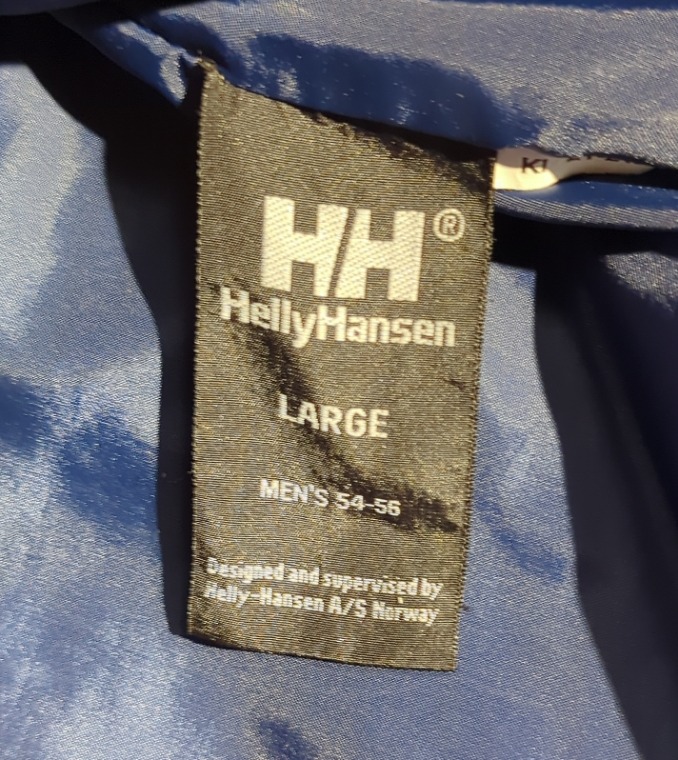 HH®
HellyHansen
LARGE
MEN'S 54-56
Designed and supervised by
Helly-Hansen A/S Norway